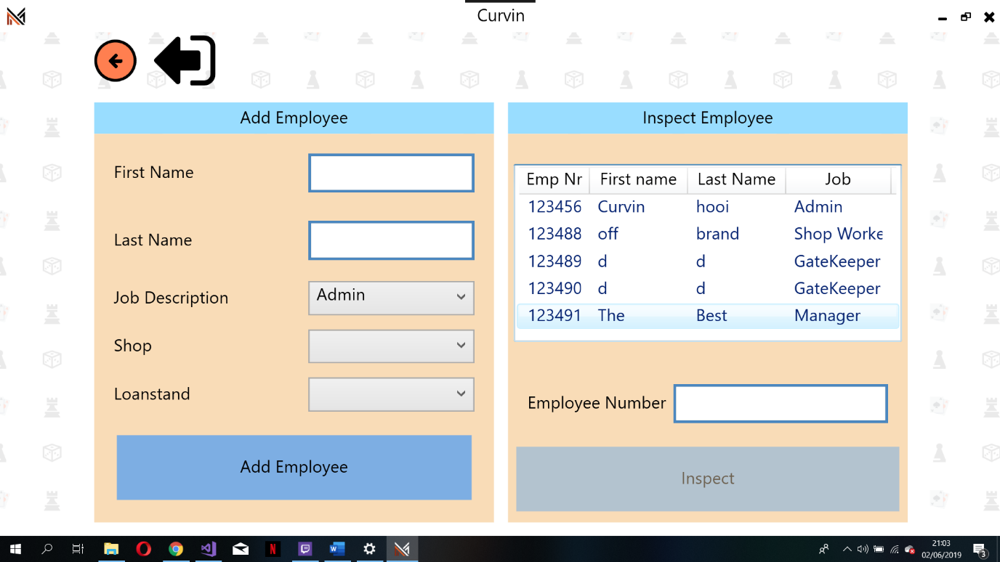 Curvin
Add Employee
First Name
Last Name
Job Description
Admin
Shop
Loanstand
Add Employee
Inspect Employee
Emp Nr First name Last Name Job
123456 Curvin hooi Admin
123488 off brand Shop Worke
123489 d d GateKeeper
123490 d d GateKeeper
123491 The Best Manager
Employee Number
Inspect
21:03
02/06/2019
3